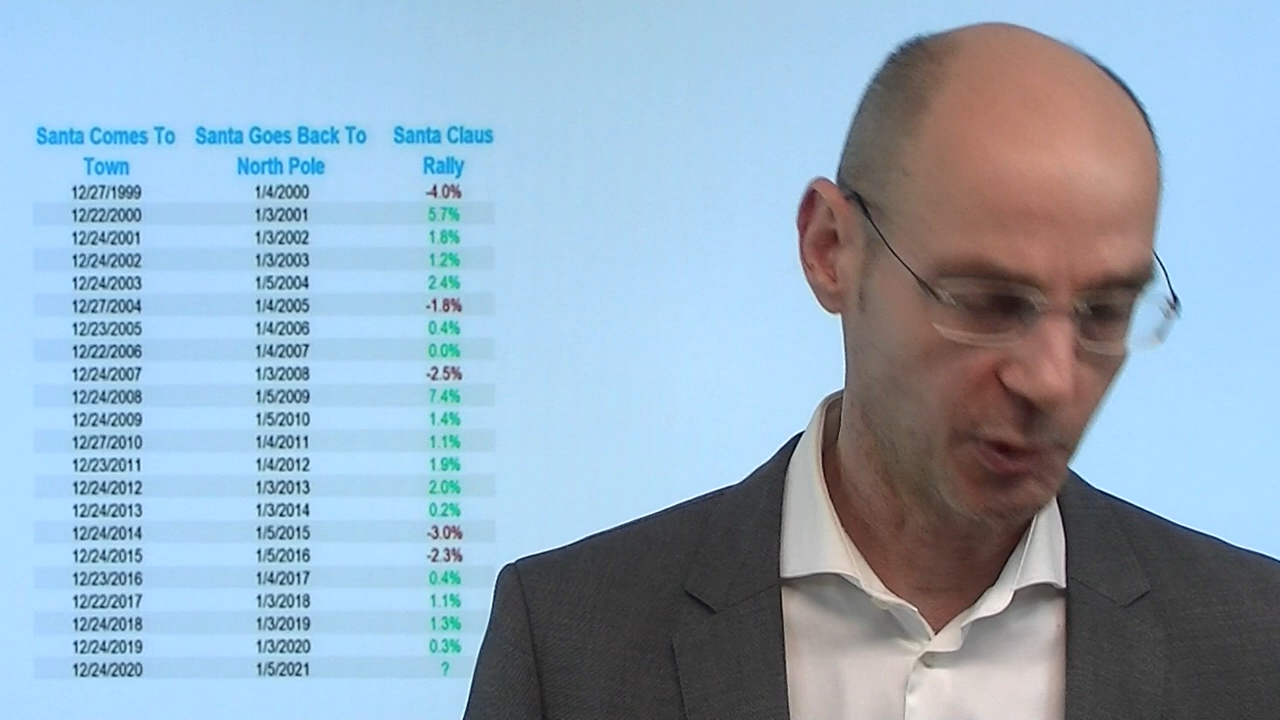 Santa Comes To Santa Goes Back To Santa Claus
Town North Pole Rally
12/27/1999 1/4/2000 -4.0%
12/22/2000 1/3/2001 5.7%
12/24/2001 1/3/2002 1.8%
12/24/2002 1/3/2003 1.2%
12/24/2003 1/5/2004 2.4%
12/27/2004 1/4/2005 -1.8%
12/23/2005 1/4/2006 0.4%
12/22/2006 1/4/2007 0.0%
12/24/2007 1/3/2008 -2.5%
12/24/2008 1/5/2009 7.4%
12/24/2009 1/5/2010 1.4%
12/27/2010 1/4/2011 1.1%
12/23/2011 1/4/2012 1.9%
12/24/2012 1/3/2013 2.0%
12/24/2013 1/3/2014 0.2%
12/24/2014 1/5/2015 -3.0%
12/24/2015 1/5/2016 -2.3%
12/23/2016 1/4/2017 0.4%
12/22/2017 1/3/2018 1.1%
12/24/2018 1/3/2019 1.3%
12/24/2019 1/3/2020 0.3%
12/24/2020 1/5/2021 ?